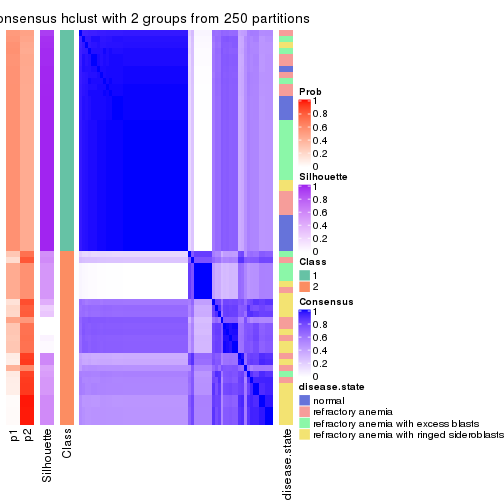 onsensus hclust with 2 groups from 250 partitions
Prob
1
0.8
0.6
0.4
0.2
0
Silhouette
1
0.8
0.6
0.4
0.2
0
Class
1
2
Consensus
1
0.8
0.6
0.4
0.2
0
disease.state
normal
refractory anemia
refractory anemia with excess blasts
refractory anemia with ringed sideroblasts
p1
p2
Silhouette
Class
disease.state